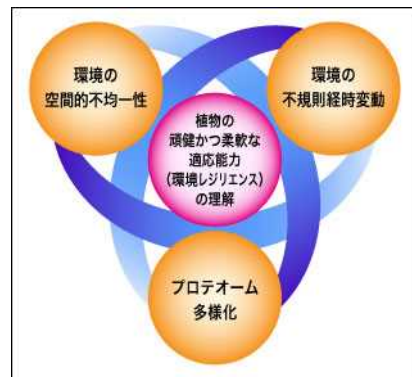 環境の
空間的不均一性
環境の
不規則経時変動
植物の
頑健かつ柔軟な
適応能力
(環境レジリエンス)
の理解
プロテオーム
多様化